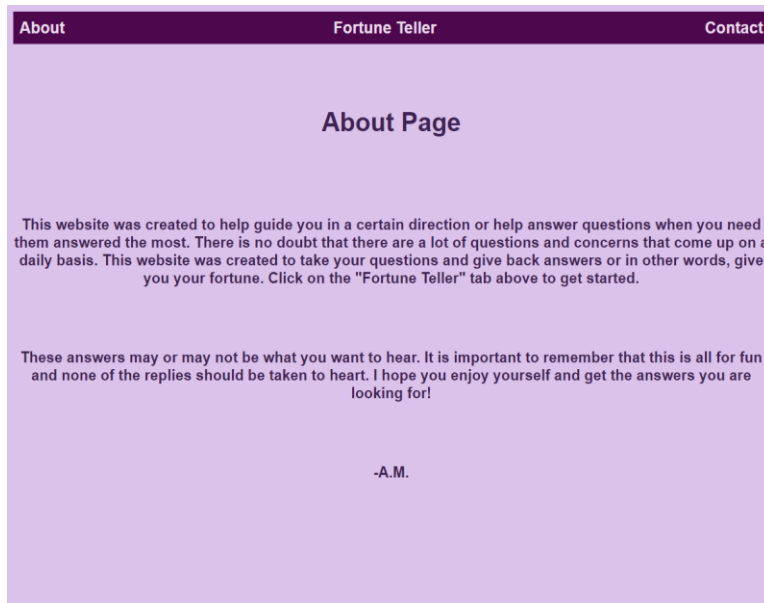 About Fortune Teller Contact
About Page
This website was created to help guide you in a certain direction or help answer questions when you need
them answered the most. There is no doubt that there are a lot of questions and concerns that come up on a
daily basis. This website was created to take your questions and give back answers or in other words, give
you your fortune. Click on the "Fortune Teller" tab above to get started.
These answers may or may not be what you want to hear. It is important to remember that this is all for fun
and none of the replies should be taken to heart. I hope you enjoy yourself and get the answers you are
looking for!
-A.M.